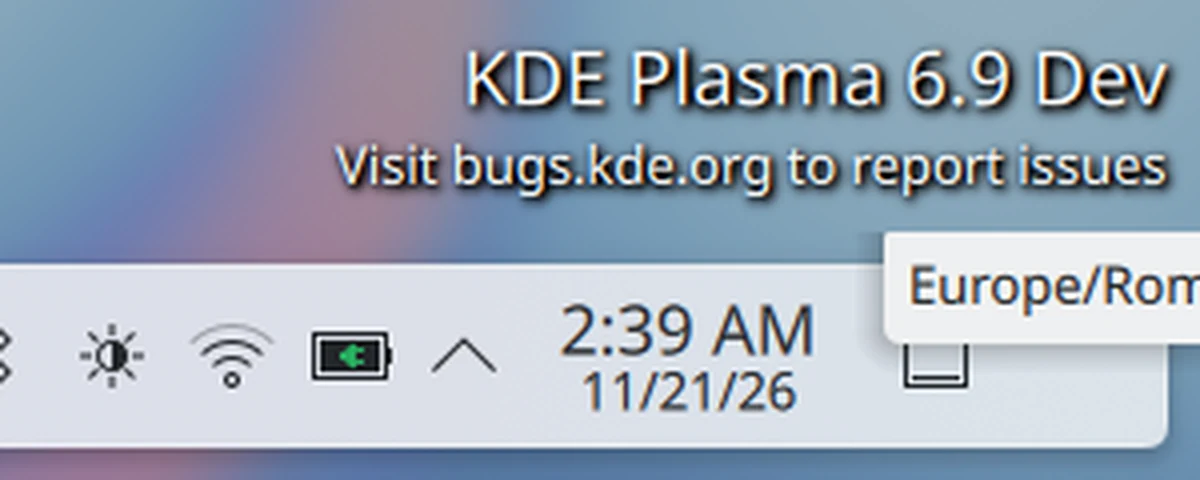 KDE Plasma 6.9 Dev
Visit bugs.kde.org to report issues
Europe/Rom
2:39 AM
11/21/26